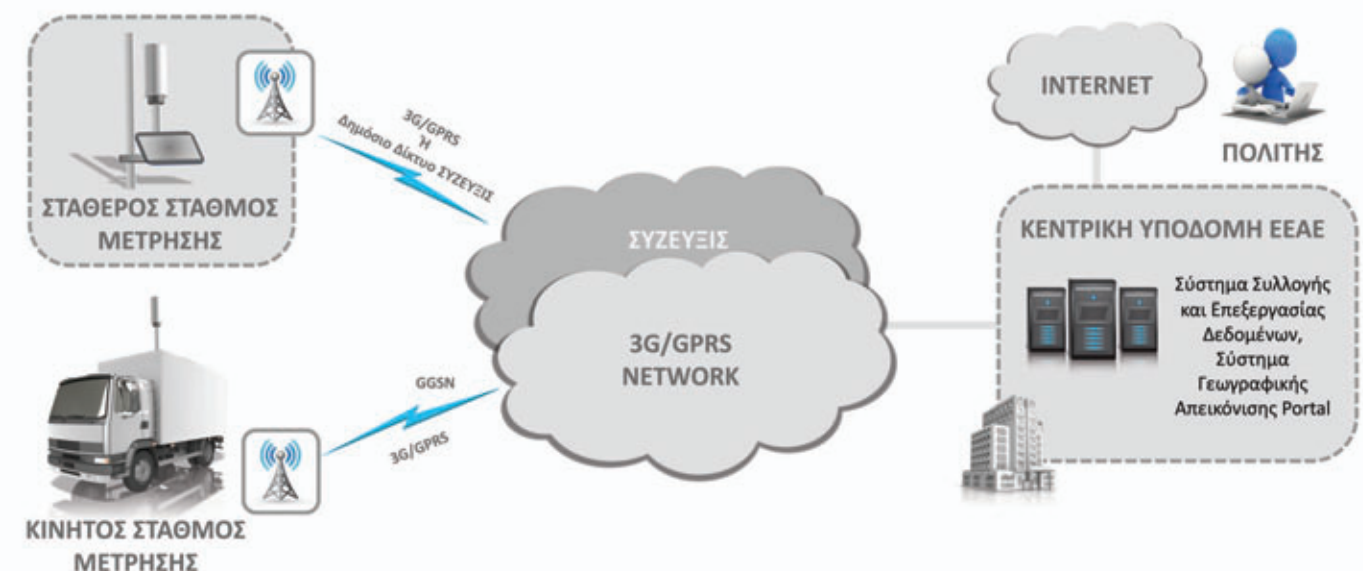 3G/GPRS
Ή
Δημόσιο Δίκτυο ΣΥΖΕΥΞΙΣ
ΣΤΑΘΕΡΟΣ ΣΤΑΘΜΟΣ
ΜΕΤΡΗΣΗΣ
GGSN
3G/GPRS
ΚΙΝΗΤΟΣ ΣΤΑΘΜΟΣ
ΜΕΤΡΗΣΗΣ
ΣΥΖΕΥΞΙΣ
3G/GPRS
NETWORK
INTERNET
ΠΟΛΙΤΗΣ
ΚΕΝΤΡΙΚΗ ΥΠΟΔΟΜΗ ΕΕΑΕ
Σύστημα Συλλογής
και Επεξεργασίας
Δεδομένων,
Σύστημα
Γεωγραφικής
Απεικόνισης Portal